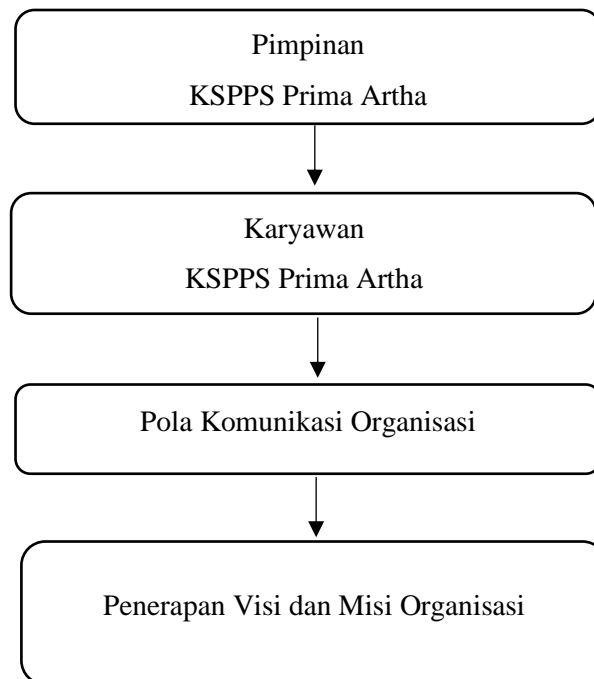 Pimpinan
KSPPS Prima Artha
Karyawan
KSPPS Prima Artha
Pola Komunikasi Organisasi
Penerapan Visi dan Misi Organisasi